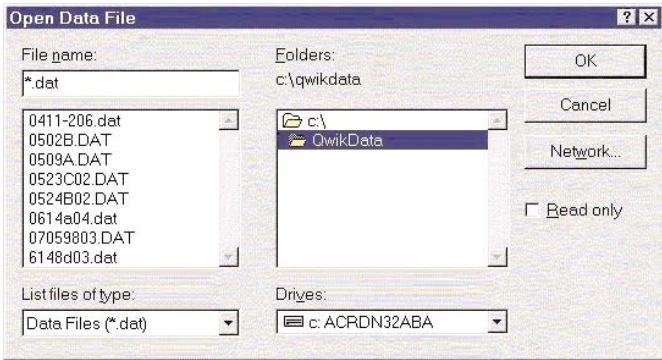 Open Data File
File name:
*.dat
0411-206.dat
0502B.DAT
0509A.DAT
0523C02.DAT
0524B02.DAT
0614a04.dat
07059803.DAT
6148d03.dat
List files of type:
Data Files (*.dat)
Folders:
c:\qwikdata
c:\
QwikData
Drives:
c: ACRDN32ABA
OK
Cancel
Network...
Read only